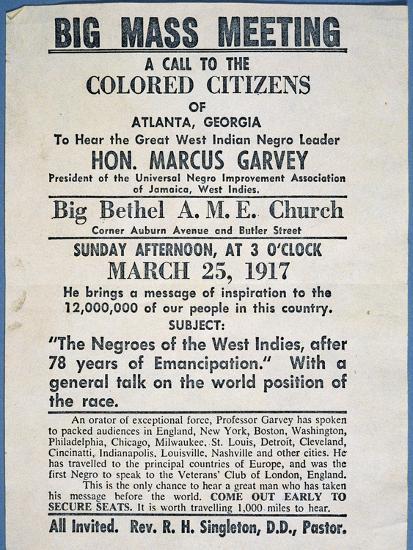 BIG MASS MEETING
A CALL TO THE
COLORED CITIZENS
OF
ATLANTA, GEORGIA
To Hear the Great West Indian Negro Leader
HON. MARCUS GARVEY
President of the Universal Negro Improvement Association
of Jamaica, West Indies.
Big Bethel A. M. E. Church
Corner Auburn Avenue and Butler Street
SUNDAY AFTERNOON, AT 3 O'CLOCK
MARCH 25, 1917
He brings a message of inspiration to the
12,000,000 of our people in this country.
SUBJECT:
"The Negroes of the West Indies, after
78 years of Emancipation." With a
general talk on the world position of
the race.
An orator of exceptional force, Professor Garvey has spoken
to packed audiences in England, New York, Boston, Washington,
Philadelphia, Chicago, Milwaukee, St. Louis, Detroit, Cleveland,
Cincinatti, Indianapolis, Louisville, Nashville and other cities. He
has travelled to the principal countries of Europe, and was the
first Negro to speak to the Veterans' Club of London, England.
This is the only chance to hear a great man who has taken
his message before the world. COME OUT EARLY TO
SECURE SEATS. It is worth travelling 1,000 miles to hear.
All Invited. Rev. R. H. Singleton, D.D., Pastor.